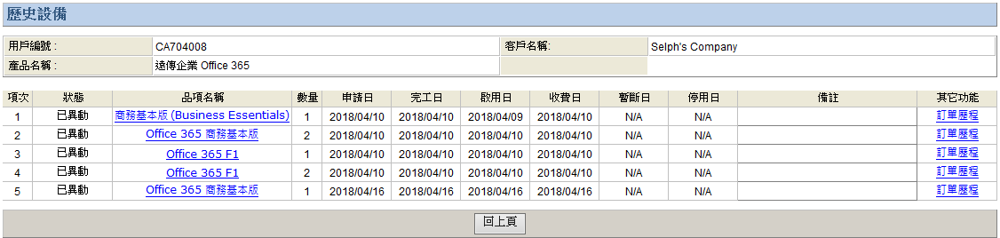 歷史設備
用戶編號 : CA704008 客戶名稱: Selph's Company
產品名稱 : 遠傳企業 Office 365
項次 狀態 品項名稱 數量 申請日 完工日 啟用日 收費日 暫斷日 停用日 備註 其它功能
1 已異動 商務基本版 (Business Essentials) 1 2018/04/10 2018/04/10 2018/04/09 2018/04/10 N/A N/A 訂單歷程
2 已異動 Office 365 商務基本版 2 2018/04/10 2018/04/10 2018/04/10 2018/04/10 N/A N/A 訂單歷程
3 已異動 Office 365 F1 1 2018/04/10 2018/04/10 2018/04/10 2018/04/10 N/A N/A 訂單歷程
4 已異動 Office 365 F1 2 2018/04/10 2018/04/10 2018/04/10 2018/04/10 N/A N/A 訂單歷程
5 已異動 Office 365 商務基本版 1 2018/04/16 2018/04/16 2018/04/16 2018/04/16 N/A N/A 訂單歷程
回上頁